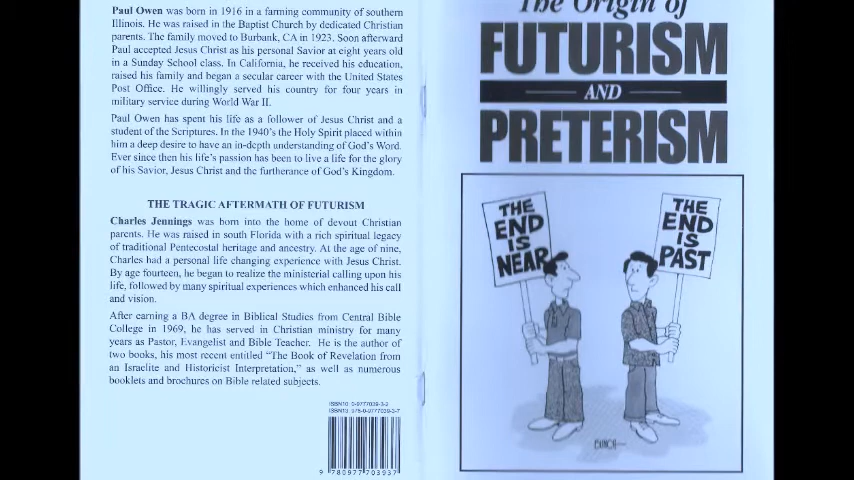 Paul Owen was born in 1916 in a farming community of southern
Illinois. He was raised in the Baptist Church by dedicated Christian
parents. The family moved to Burbank, CA in 1923. Soon afterward
Paul accepted Jesus Christ as his personal Savior at eight years old
in a Sunday School class. In California, he received his education,
raised his family and began a secular career with the United States
Post Office. He willingly served his country for four years in
military service during World War II.
Paul Owen has spent his life as a follower of Jesus Christ and a
student of the Scriptures. In the 1940's the Holy Spirit placed within
him a deep desire to have an in-depth understanding of God's Word.
Ever since then his life's passion has been to live a life for the glory
of his Savior, Jesus Christ and the furtherance of God's Kingdom.
THE TRAGIC AFTERMATH OF FUTURISM
Charles Jennings was born into the home of devout Christian
parents. He was raised in south Florida with a rich spiritual legacy
of traditional Pentecostal heritage and ancestry. At the age of nine,
Charles had a personal life changing experience with Jesus Christ.
By age fourteen, he began to realize the ministerial calling upon his
life, followed by many spiritual experiences which enhanced his call
and vision.
After earning a BA degree in Biblical Studies from Central Bible
College in 1969, he has served in Christian ministry for many
years as Pastor, Evangelist and Bible Teacher. He is the author of
two books, his most recent entitled "The Book of Revelation from
an Israelite and Historicist Interpretation," as well as numerous
booklets and brochures on Bible related subjects.
ISBN10
ISBN13
9 780977 703937
The Origin of
FUTURISM
AND
PRETERISM
THE
END
IS
NEAR
THE
END
IS
PAST